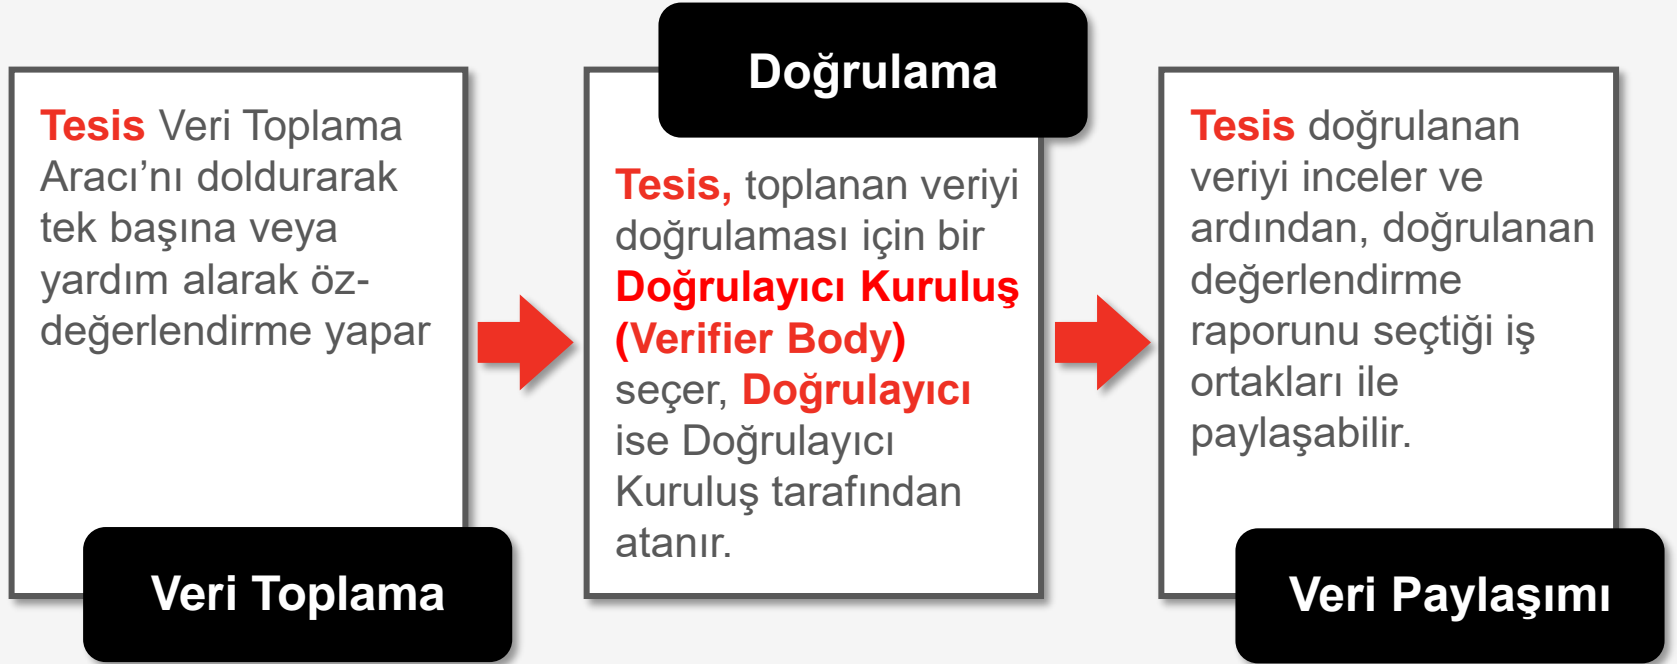 Tesis Veri Toplama
Aracı’nı doldurarak
tek başına veya
yardım alarak öz-
değerlendirme yapar
Veri Toplama
Doğrulama
Tesis, toplanan veriyi
doğrulaması için bir
Doğrulayıcı Kuruluş
(Verifier Body)
seçer, Doğrulayıcı
ise Doğrulayıcı
Kuruluş tarafından
atanır.
Tesis doğrulanan
veriyi inceler ve
ardından, doğrulanan
değerlendirme
raporunu seçtiği iş
ortakları ile
paylaşabilir.
Veri Paylaşımı